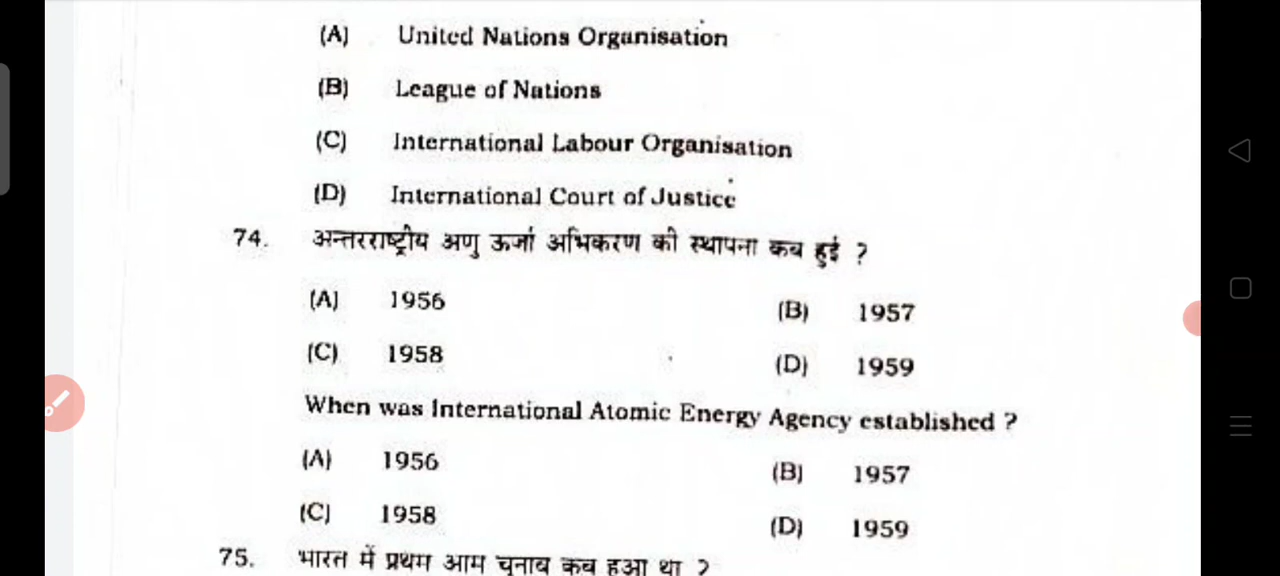 (A) United Nations Organisation
(B) League of Nations
(C) International Labour Organisation
(D) International Court of Justice
74. अन्तरराष्ट्रीय अणु ऊर्जा अभिकरण की स्थापना कब हुई ?
(A) 1956 (B) 1957
(C) 1958 (D) 1959
When was International Atomic Energy Agency established ?
(A) 1956 (B) 1957
(C) 1958 (D) 1959
75. भारत में प्रथम आम चुनाव कब हुआ था ?